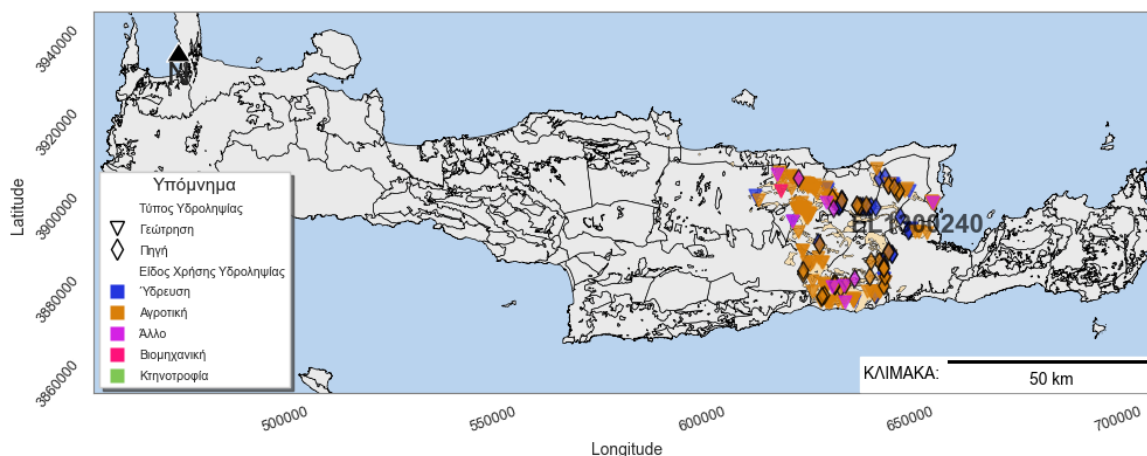 3940000
3920000
3900000
3880000
3860000
Latitude
N
Υπόμνημα
Τύπος Υδροληψίας
Γεώτρηση
Πηγή
Είδος Χρήσης Υδροληψίας
Ύδρευση
Αγροτική
Άλλο
Βιομηχανική
Κτηνοτροφία
EL1300240
ΚΛΙΜΑΚΑ:
50 km
500000
550000
600000
650000
700000
Longitude